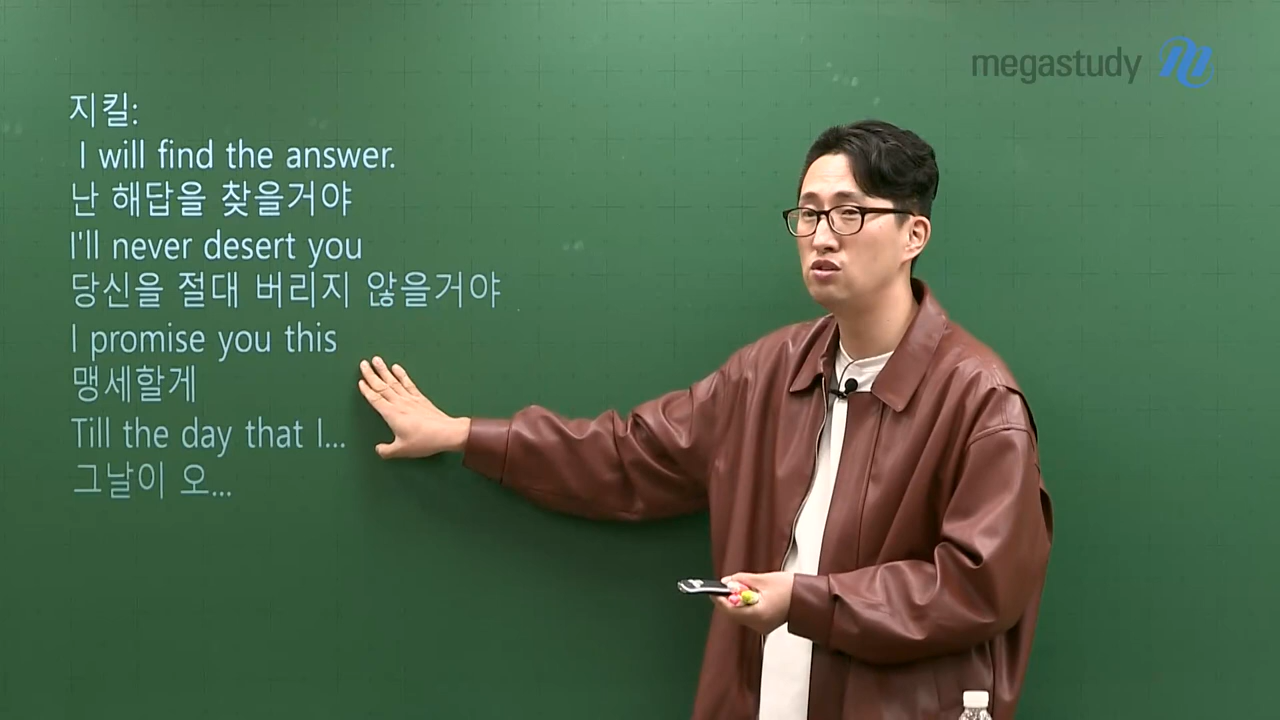 megastudy
지킬:
I will find the answer.
난 해답을 찾을거야
I'll never desert you
당신을 절대 버리지 않을거야
I promise you this
맹세할게
Till the day that I...
그날이 오...